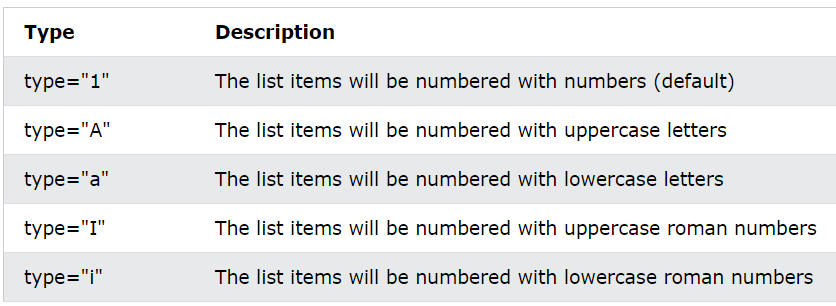 Type Description
type="1" The list items will be numbered with numbers (default)
type="A" The list items will be numbered with uppercase letters
type="a" The list items will be numbered with lowercase letters
type="I" The list items will be numbered with uppercase roman numbers
type="i" The list items will be numbered with lowercase roman numbers